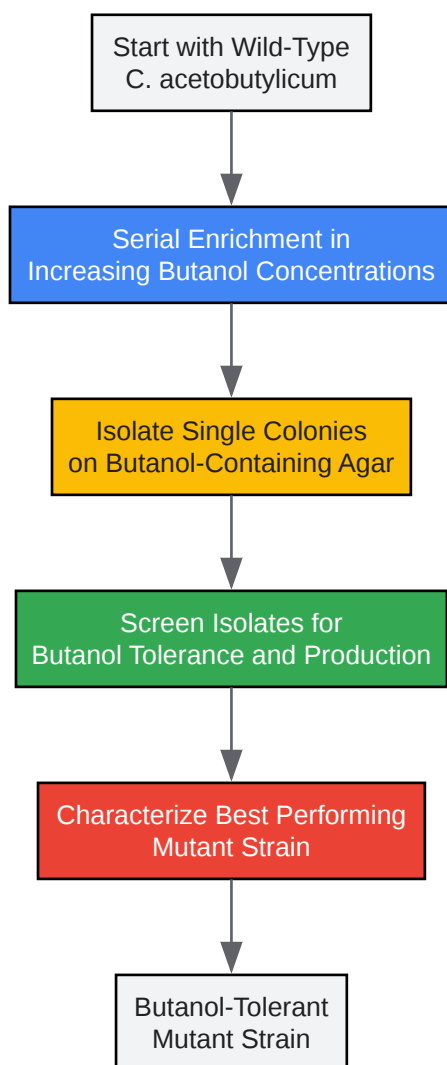 Start with Wild-Type
C. acetobutylicum
Serial Enrichment in
Increasing Butanol Concentrations
Isolate Single Colonies
on Butanol-Containing Agar
Screen Isolates for
Butanol Tolerance and Production
Characterize Best Performing
Mutant Strain
Butanol-Tolerant
Mutant Strain